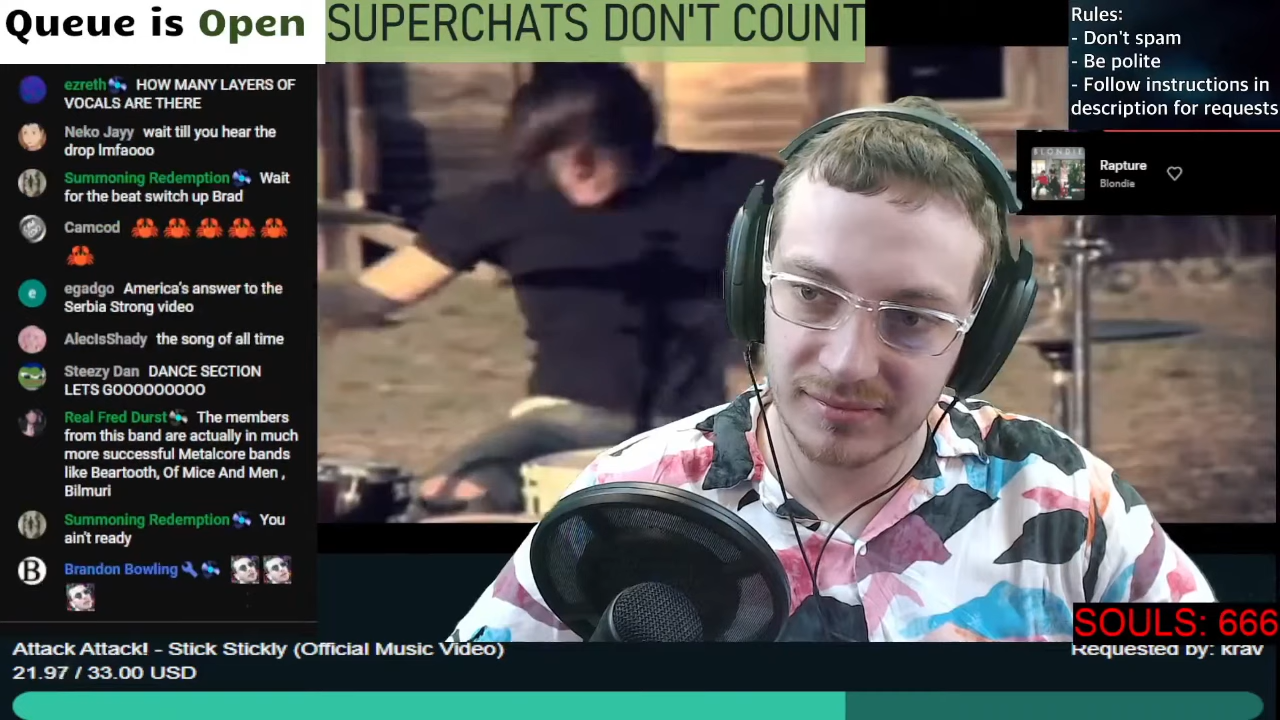 Queue is Open
SUPERCHATS DON'T COUNT
Rules:
- Don't spam
- Be polite
- Follow instructions in
description for requests
BLONDIE
Rapture
Blondie
ezreth HOW MANY LAYERS OF
VOCALS ARE THERE
Neko Jayy wait till you hear the
drop lmfaooo
Summoning Redemption Wait
for the beat switch up Brad
Camcod
e
egadgo America's answer to the
Serbia Strong video
AlecIsShady the song of all time
Steezy Dan DANCE SECTION
LETS GOOOOOOOOO
Real Fred Durst The members
from this band are actually in much
more successful Metalcore bands
like Beartooth, Of Mice And Men ,
Bilmuri
Summoning Redemption You
ain't ready
B
Brandon Bowling
SOULS: 666
Attack Attack! - Stick Stickly (Official Music Video)
Requested by: krav
21.97 / 33.00 USD